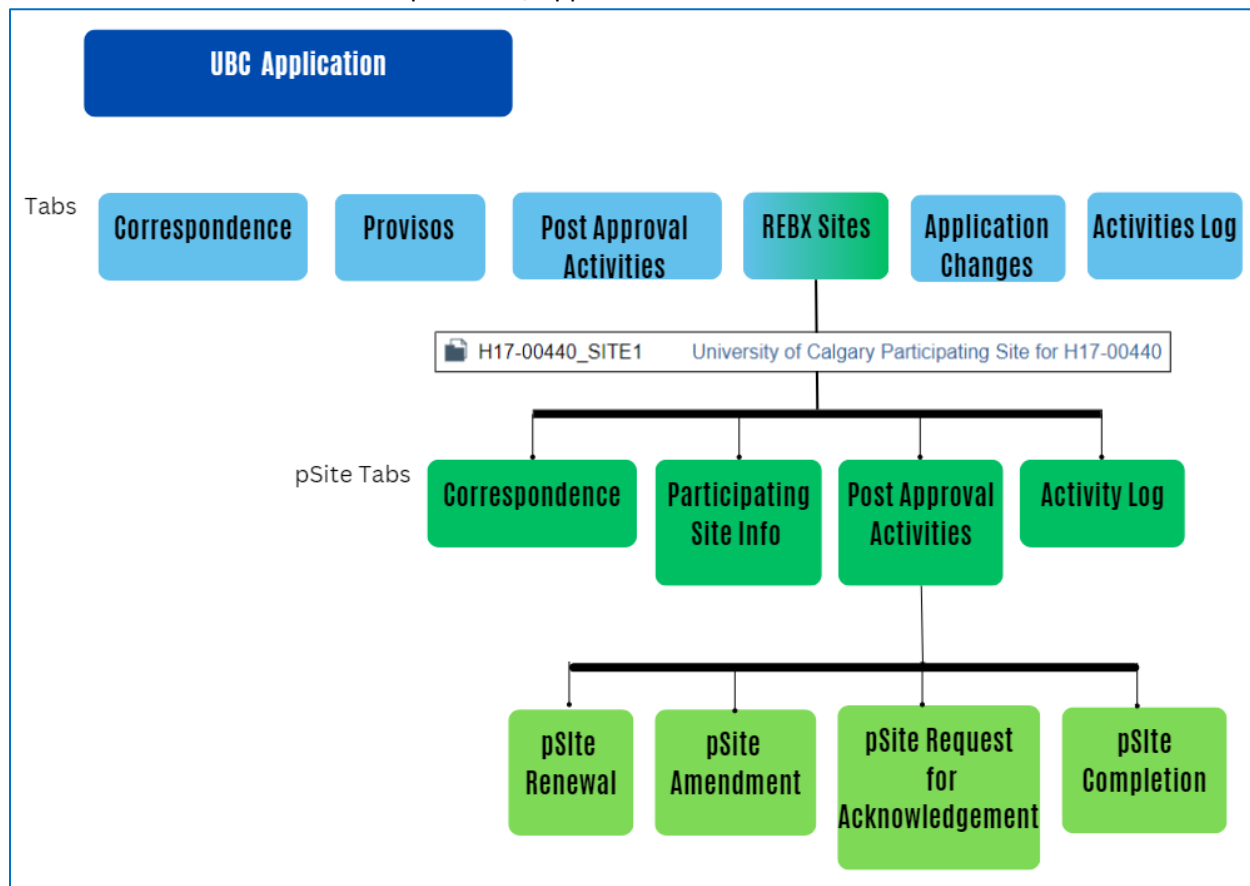 UBC Application
Tabs
Correspondence
Provisos
Post Approval
Activities
REBX Sites
Application
Changes
Activities Log
H17-00440_SITE1 University of Calgary Participating Site for H17-00440
pSite Tabs
Correspondence
Participating
Site Info
Post Approval
Activities
Activity Log
pSIte
Renewal
pSite
Amendment
pSite Request
for
Acknowledgement
pSIte
Completion